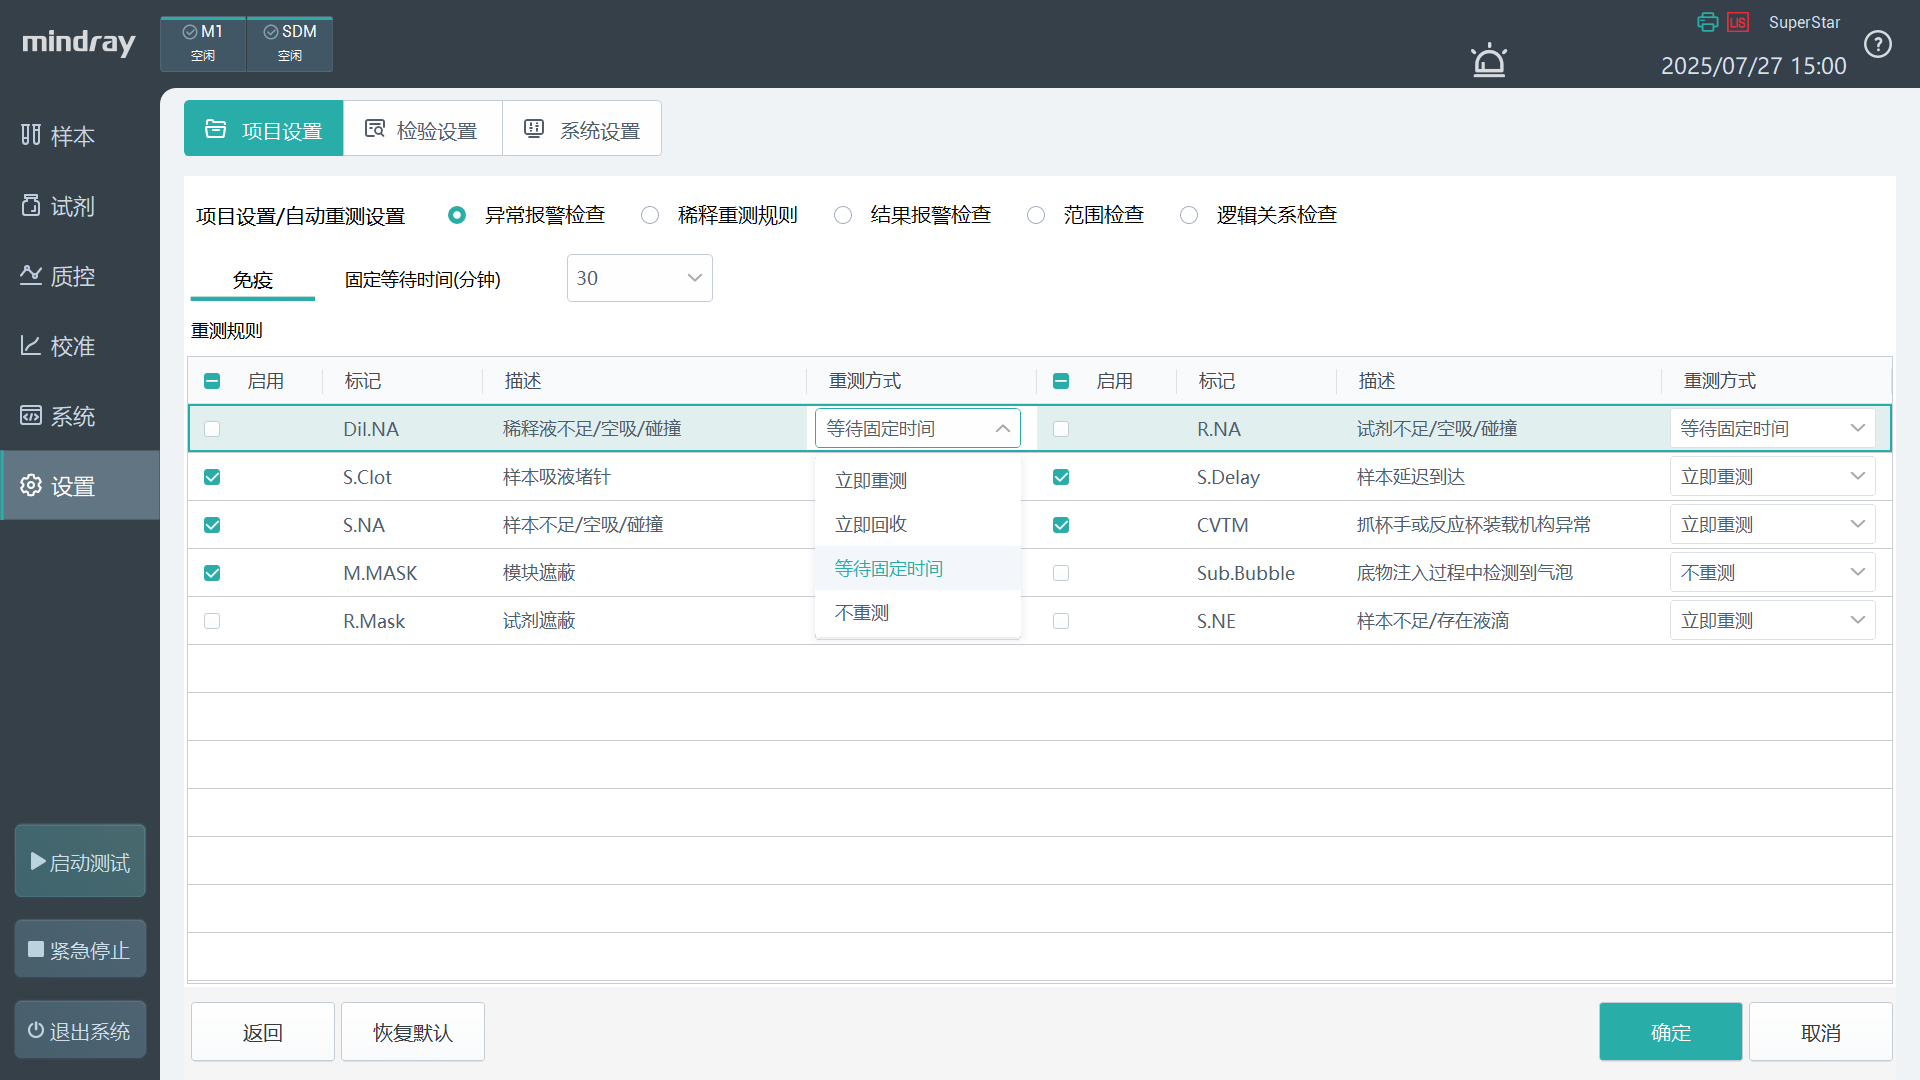 mindray
M1
空闲
SDM
空闲
LIS
SuperStar
2025/07/27 15:00
?
样本
试剂
质控
校准
系统
设置
启动测试
紧急停止
退出系统
项目设置
检验设置
系统设置
项目设置/自动重测设置 异常报警检查 稀释重测规则 结果报警检查 范围检查 逻辑关系检查
免疫 固定等待时间(分钟) 30
重测规则
启用 标记 描述 重测方式 启用 标记 描述 重测方式
Dil.NA 稀释液不足/空吸/碰撞 等待固定时间 R.NA 试剂不足/空吸/碰撞 等待固定时间
S.Clot 样本吸液堵针 S.Delay 样本延迟到达 立即重测
S.NA 样本不足/空吸/碰撞 CVTM 抓杯手或反应杯装载机构异常 立即重测
M.MASK 模块遮蔽 Sub.Bubble 底物注入过程中检测到气泡 不重测
R.Mask 试剂遮蔽 S.NE 样本不足/存在液滴 立即重测
立即重测
立即回收
等待固定时间
不重测
返回 恢复默认 确定 取消